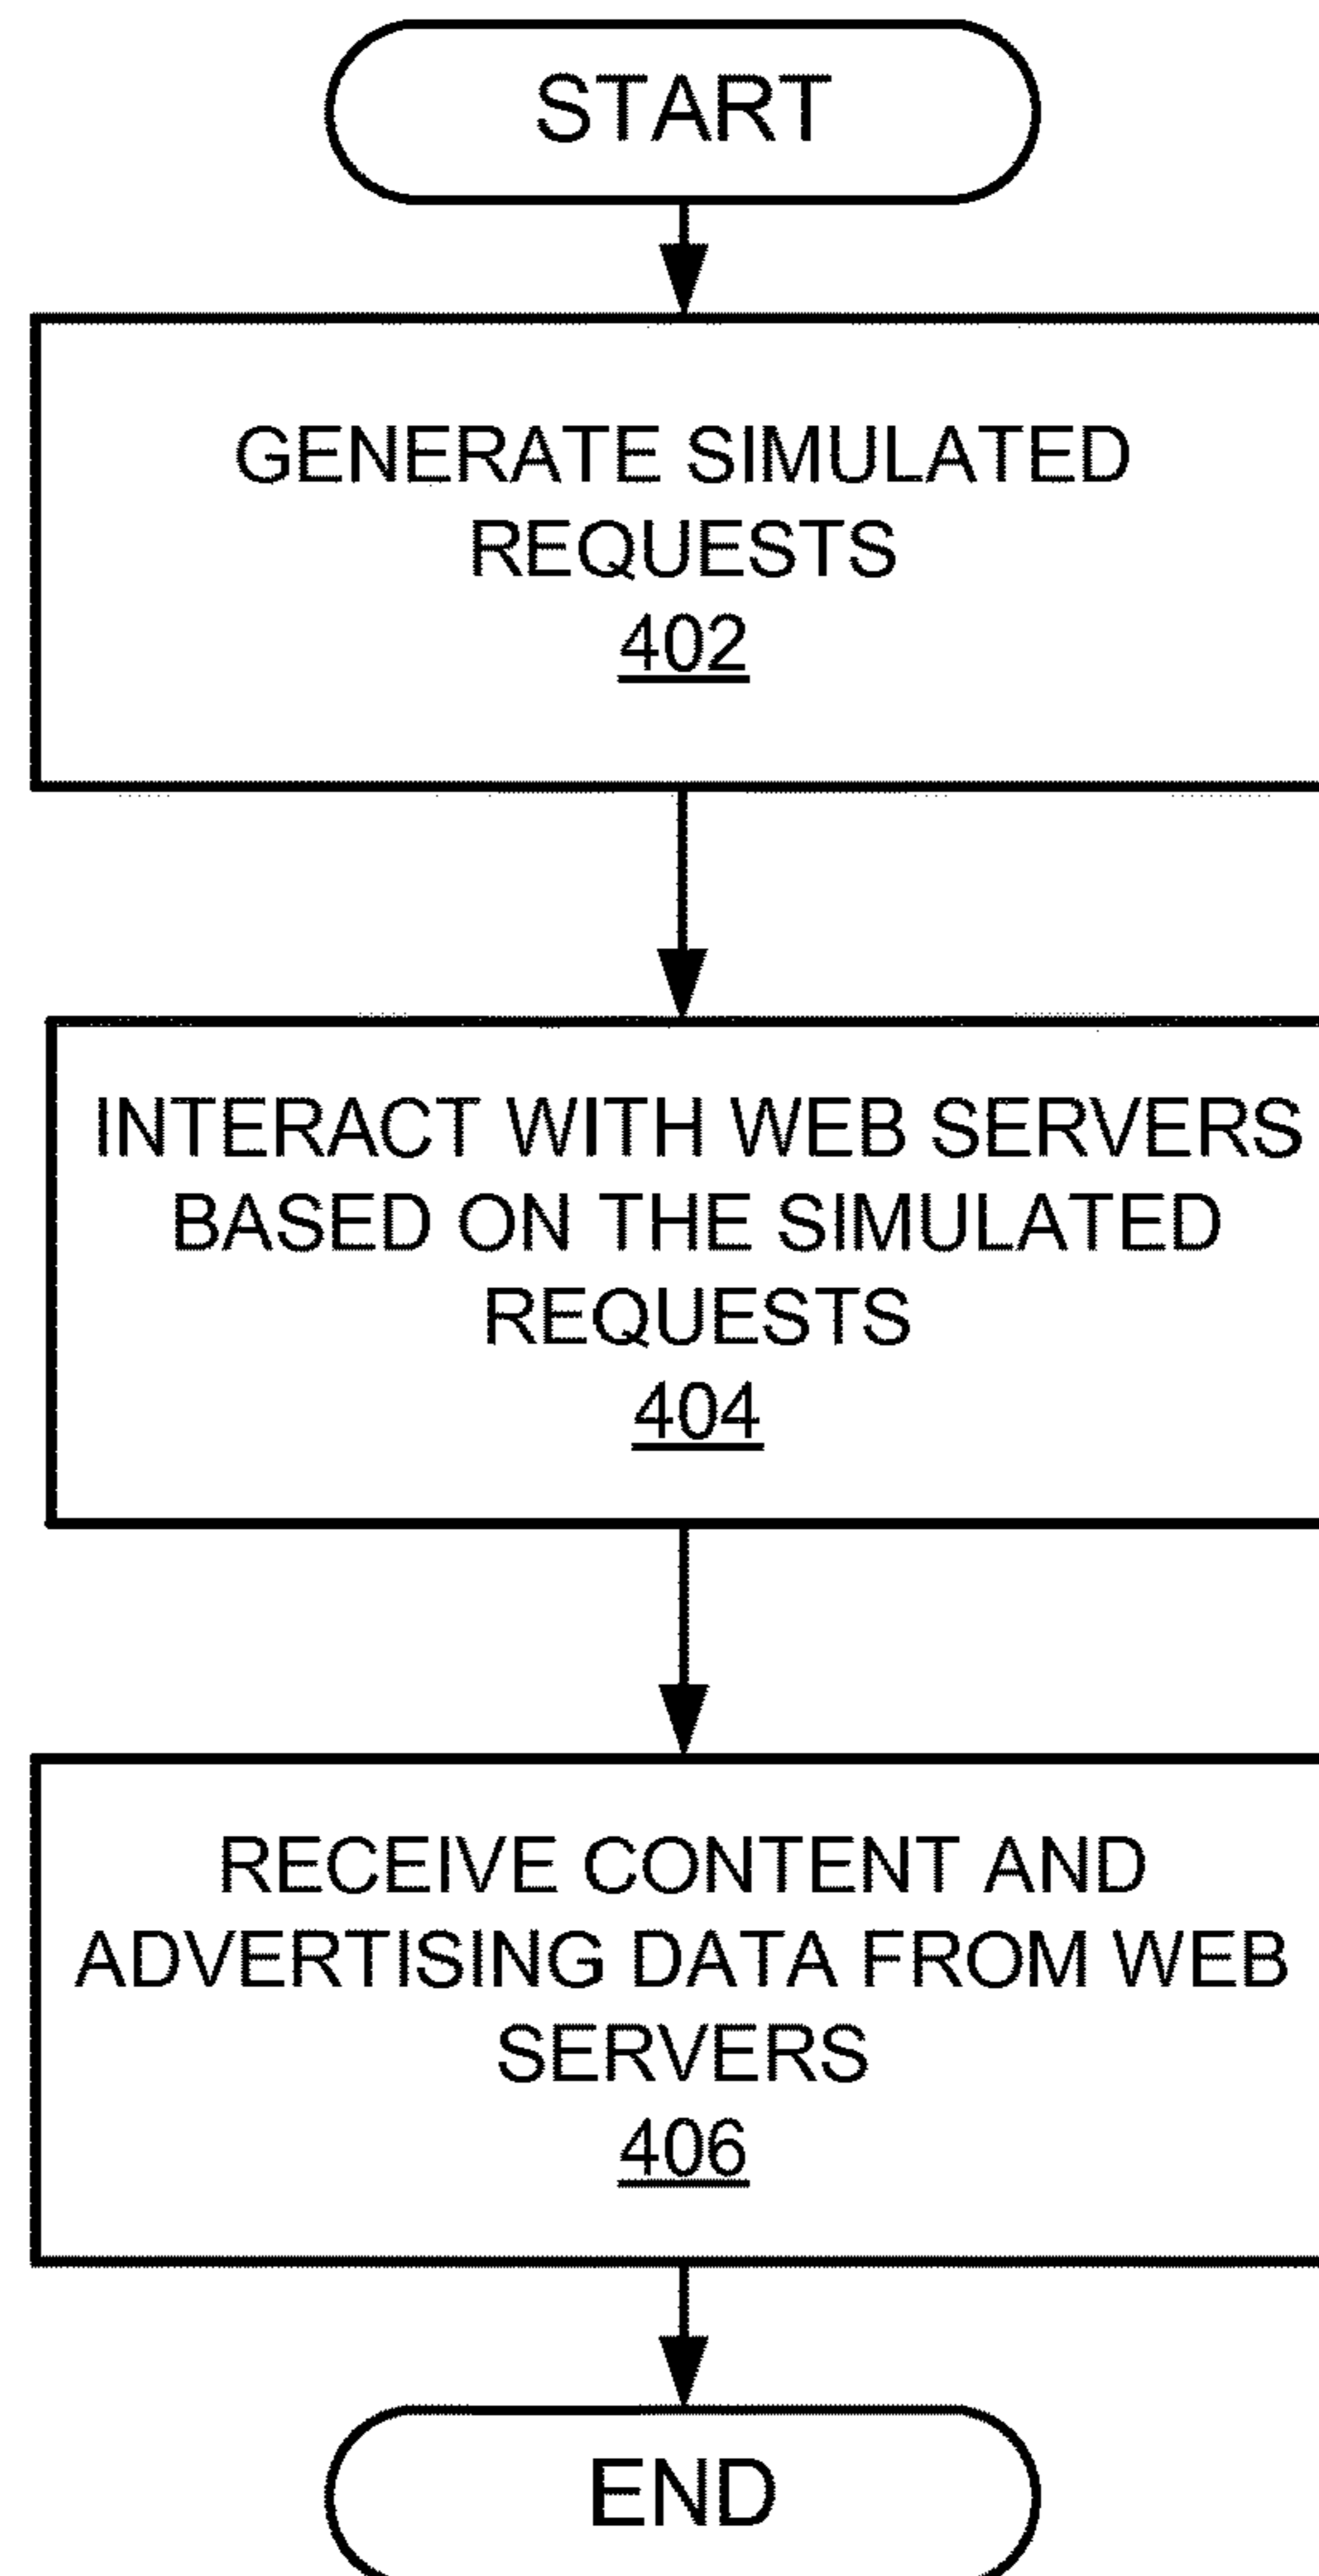 START
GENERATE SIMULATED
REQUESTS
402
INTERACT WITH WEB SERVERS
BASED ON THE SIMULATED
REQUESTS
404
RECEIVE CONTENT AND
ADVERTISING DATA FROM WEB
SERVERS
406
END